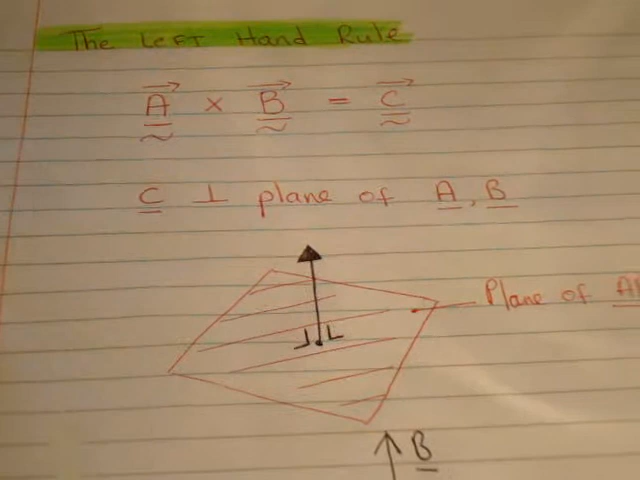 The Left Hand Rule
A × B = C
C ⊥ plane of A, B
Plane of
B